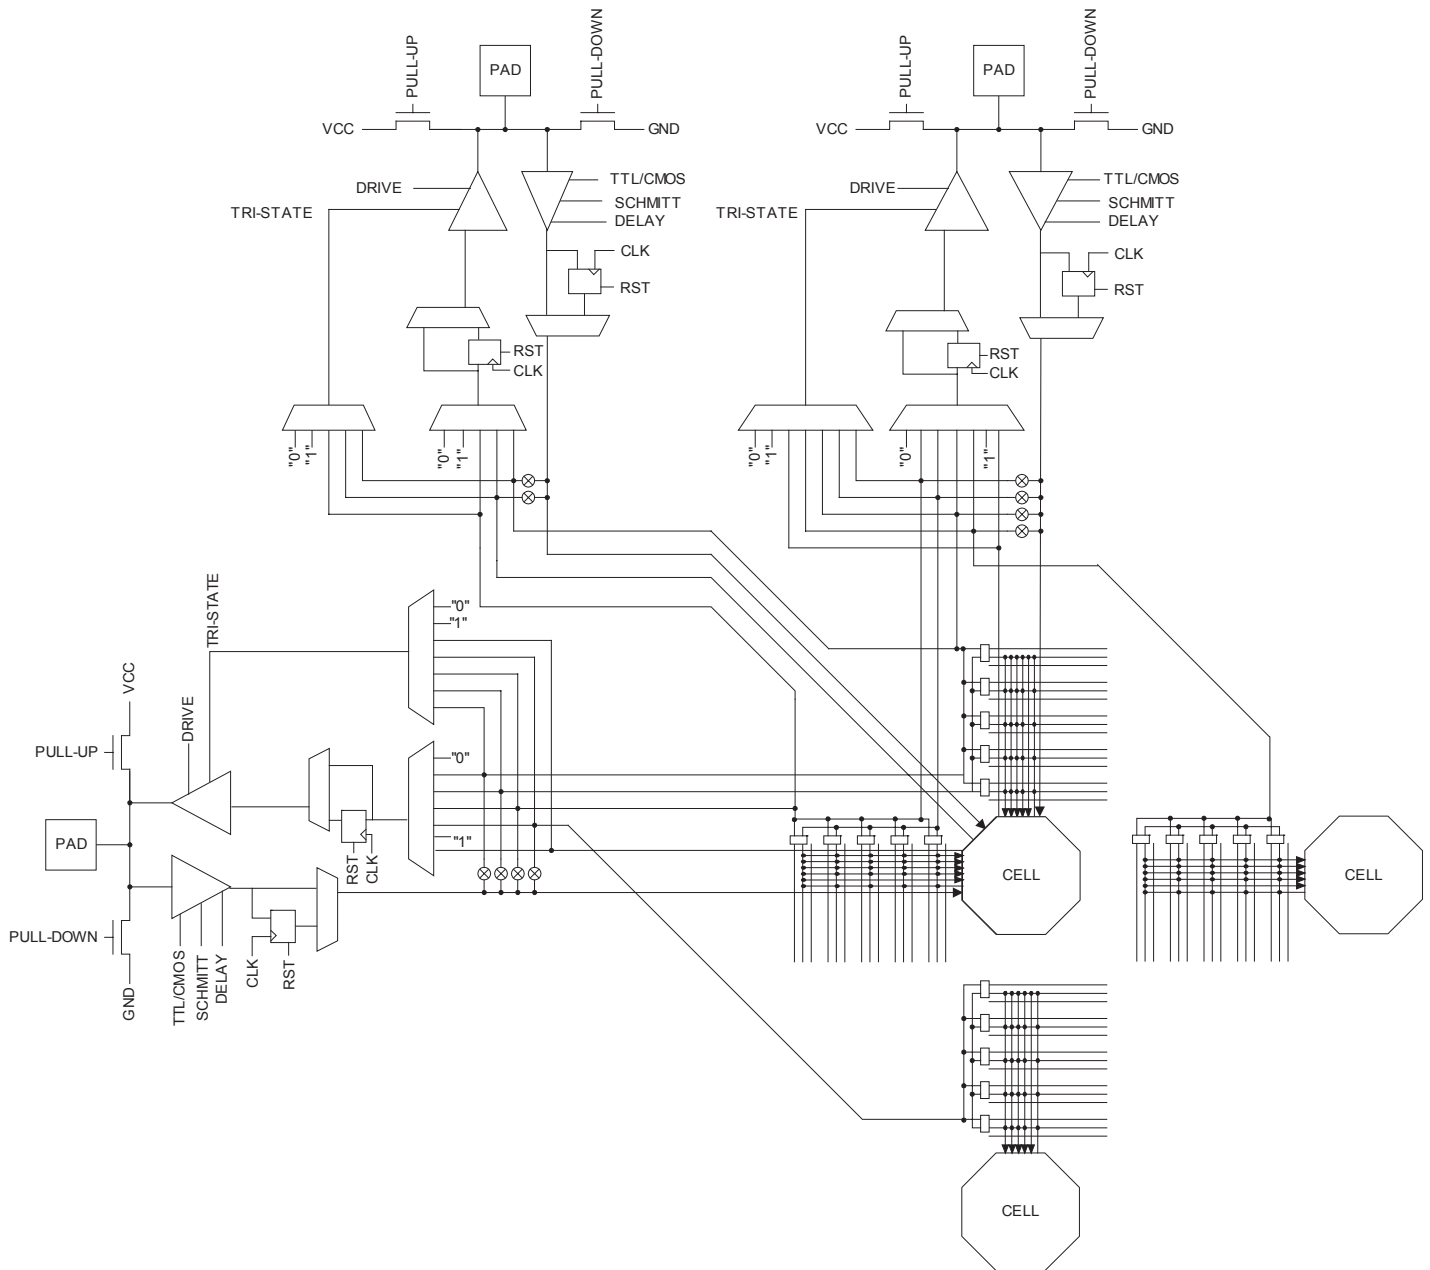 PULL-UP
PAD
PULL-DOWN
VCC
GND
DRIVE
TRI-STATE
TTL/CMOS
SCHMITT
DELAY
CLK
RST
RST
CLK
"0"
"1"
"0"
"1"
PULL-UP
PAD
PULL-DOWN
VCC
GND
DRIVE
TRI-STATE
TTL/CMOS
SCHMITT
DELAY
CLK
RST
RST
CLK
"0"
"1"
"0"
"1"
TRI-STATE
"0"
"1"
VCC
DRIVE
PULL-UP
"0"
"1"
PAD
RST
CLK
PULL-DOWN
GND
TTL/CMOS
SCHMITT
DELAY
CLK
RST
CELL
CELL
CELL